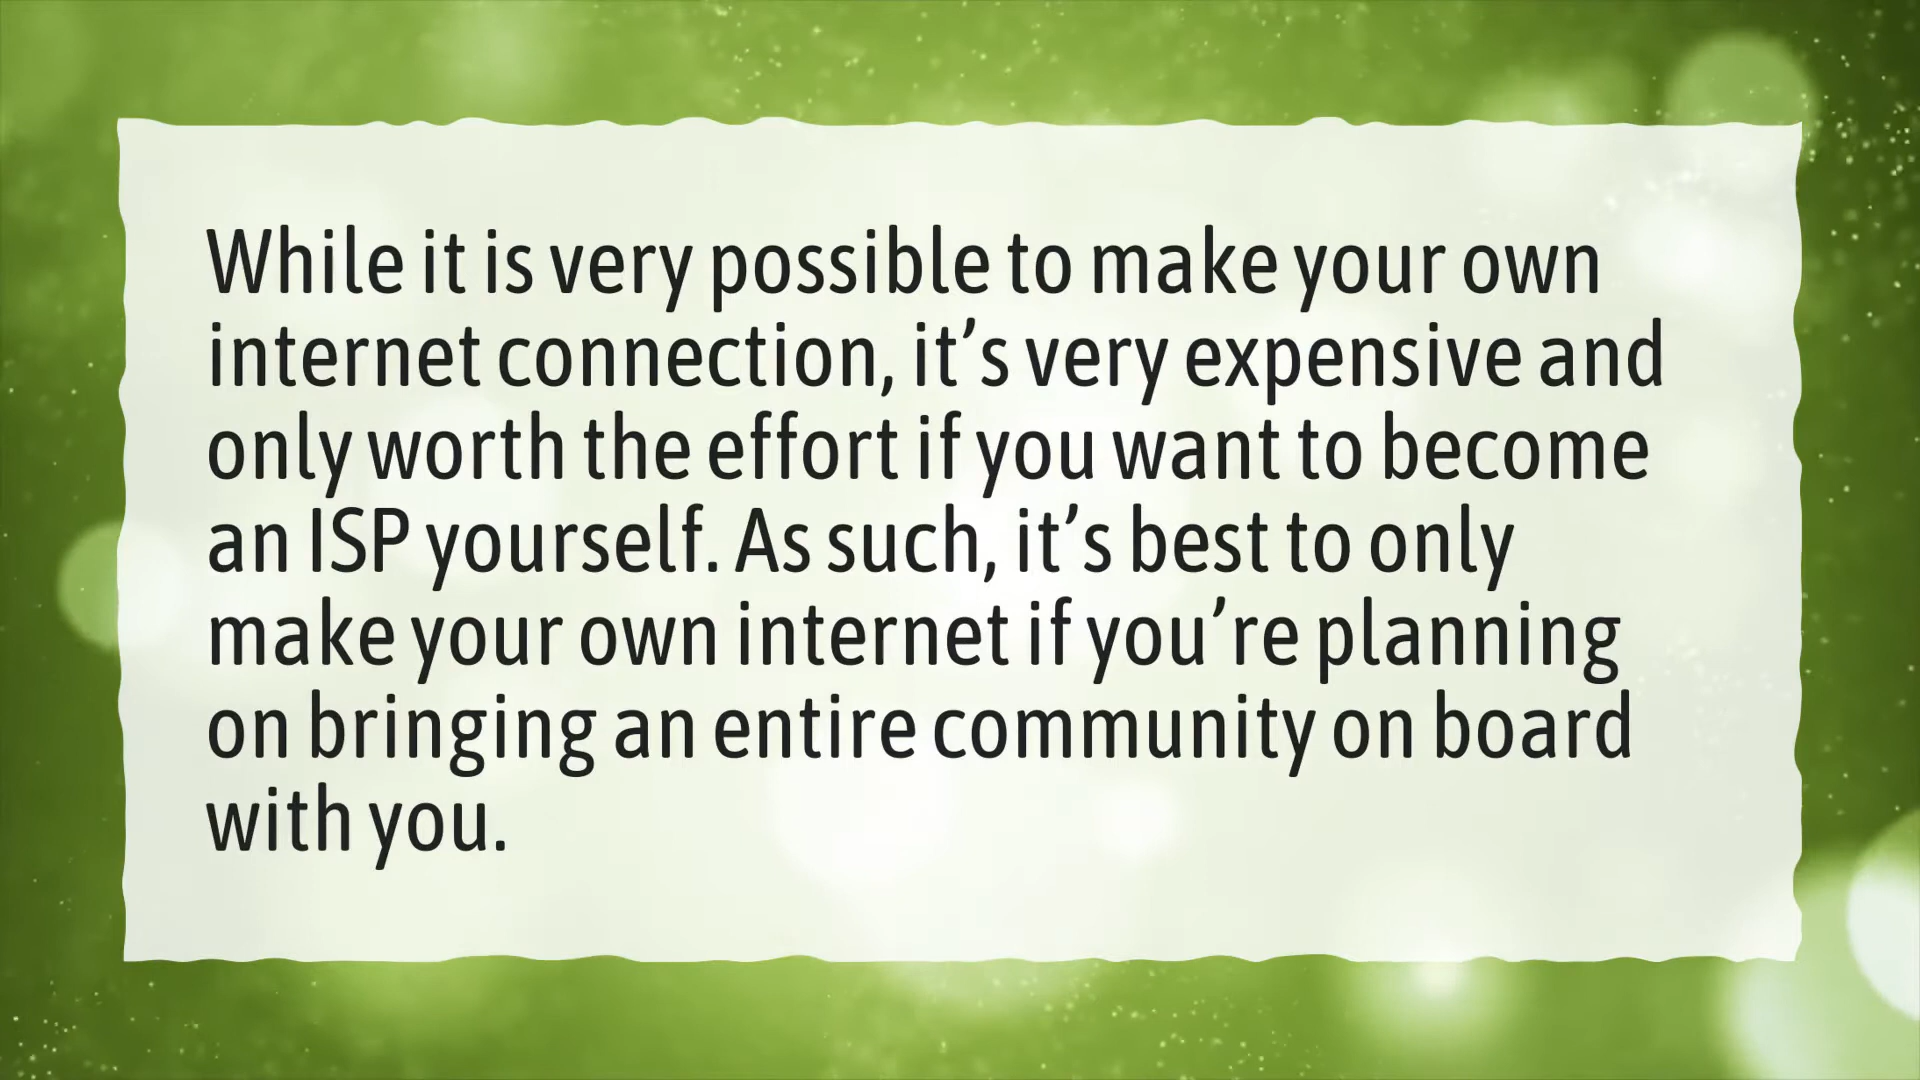 While it is very possible to make your own
internet connection, it’s very expensive and
only worth the effort if you want to become
an ISP yourself. As such, it’s best to only
make your own internet if you’re planning
on bringing an entire community on board
with you.